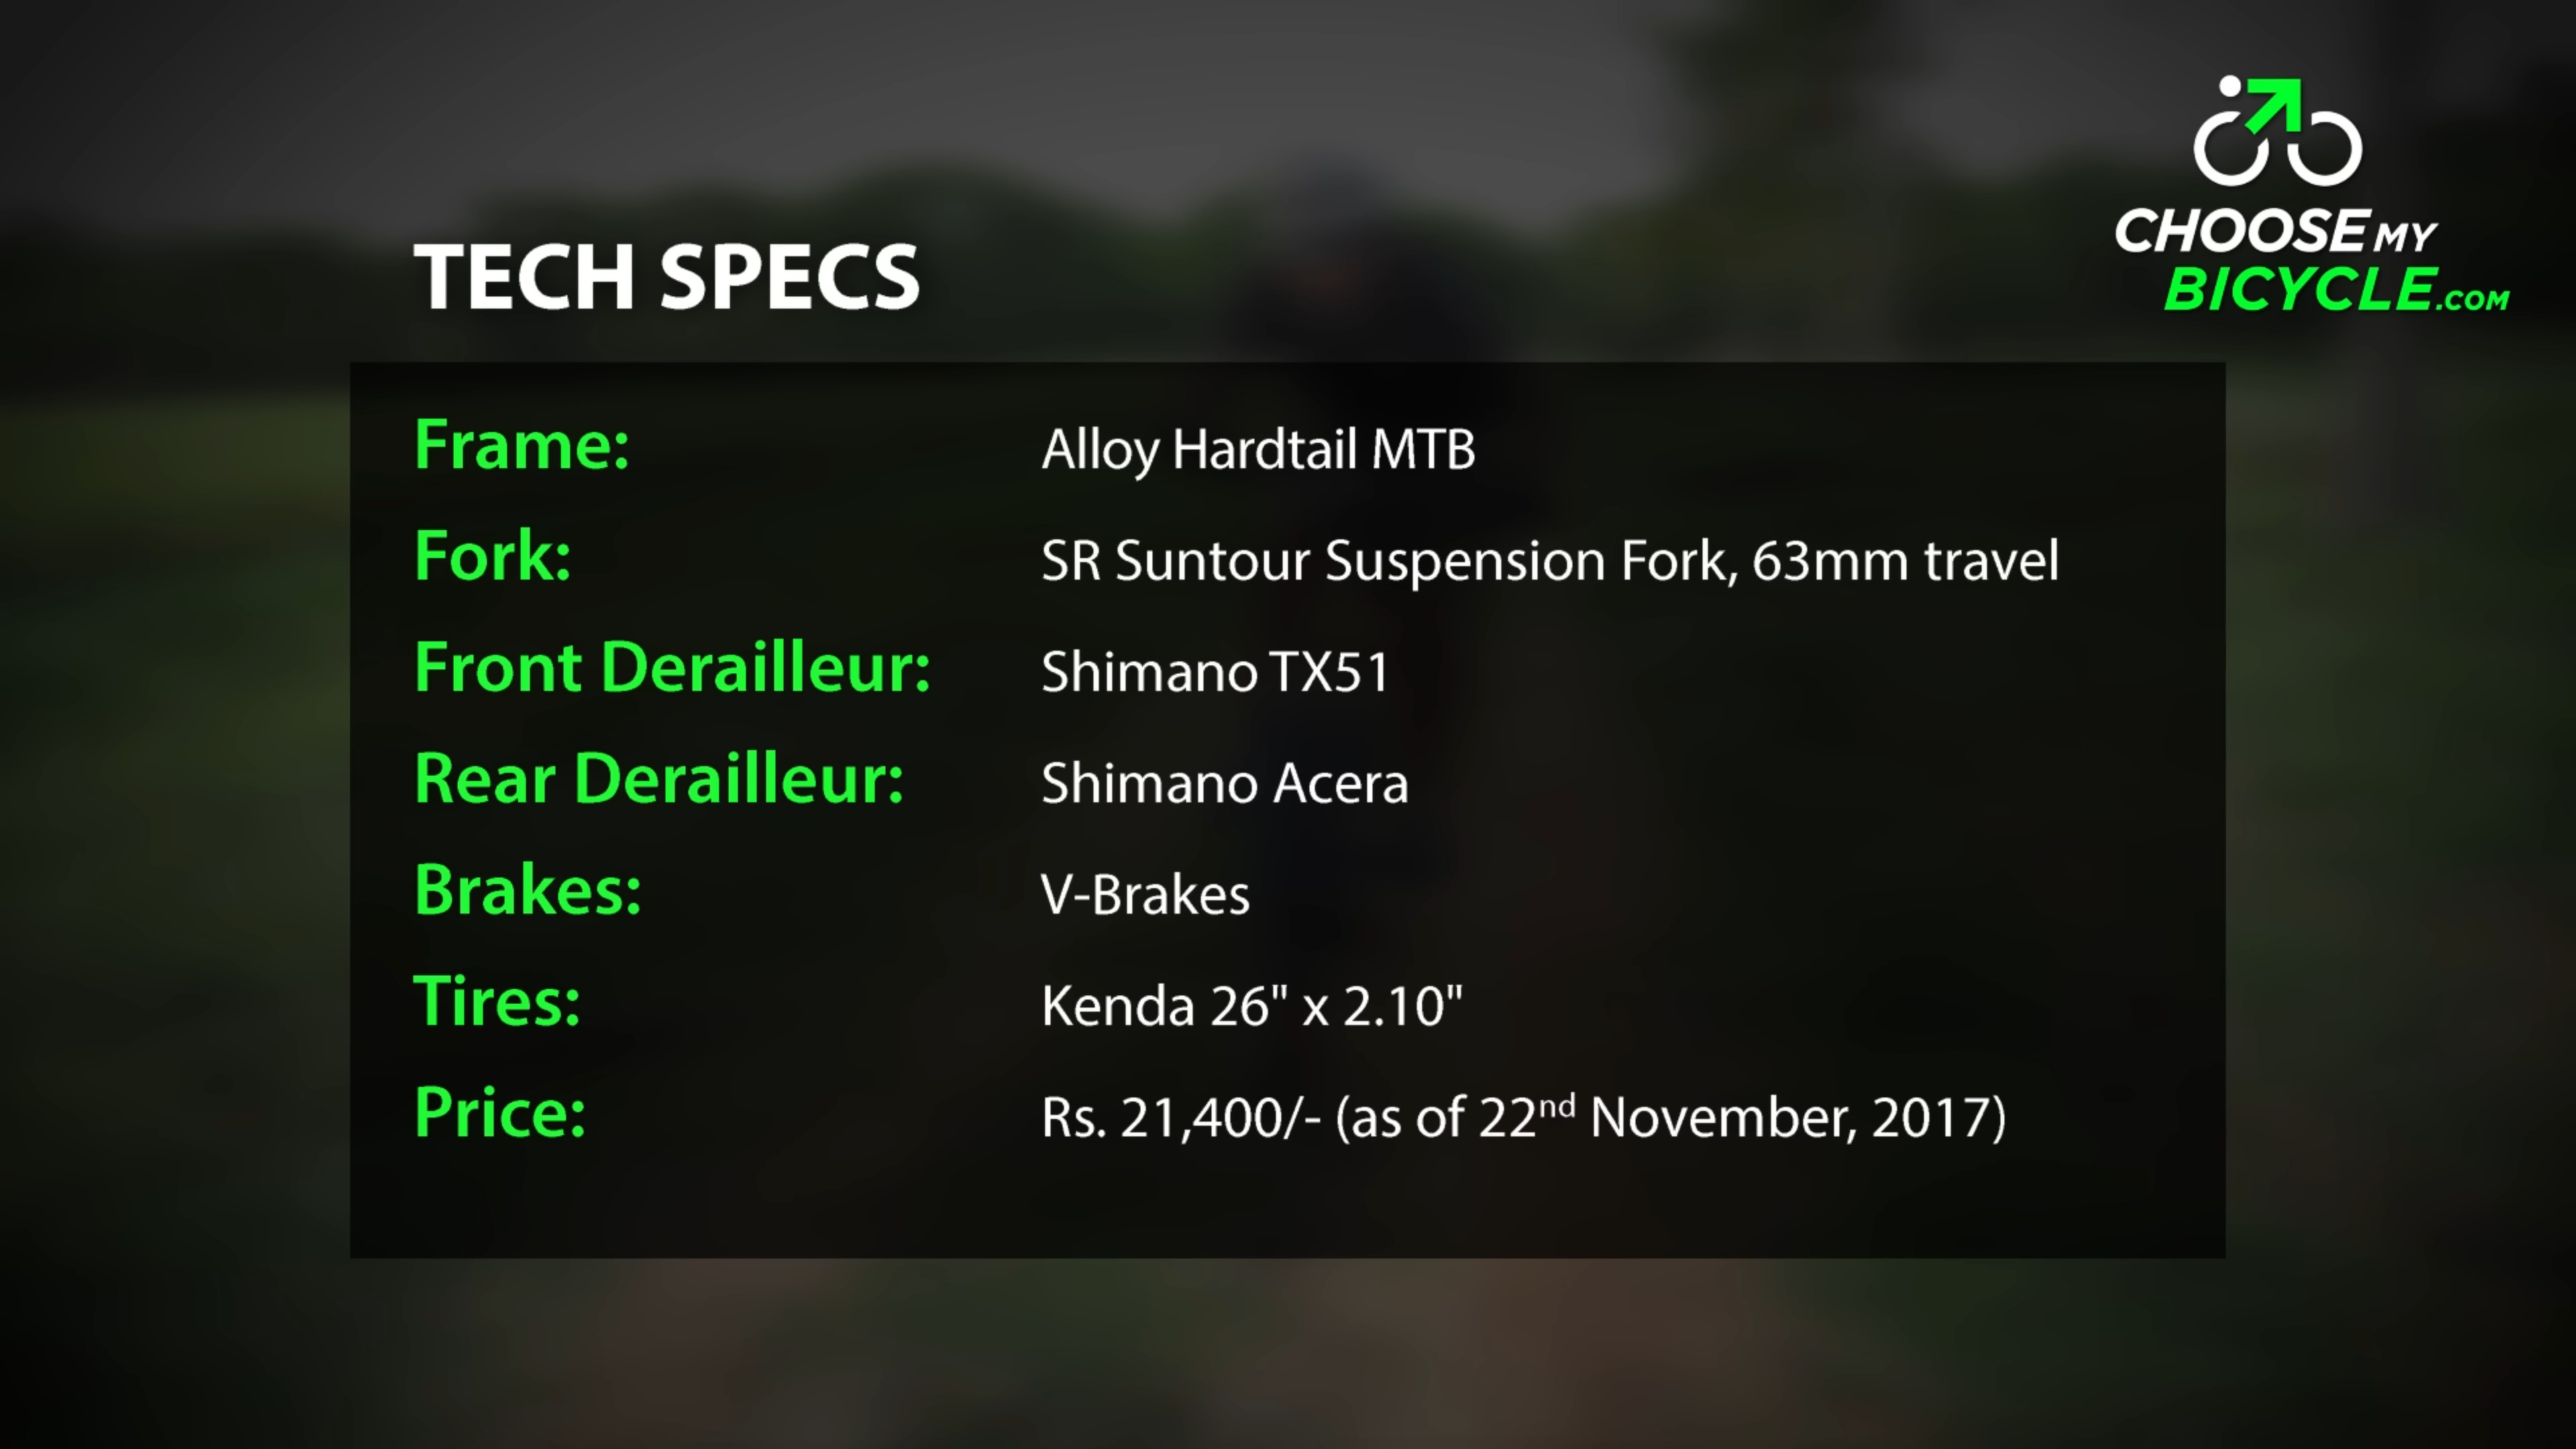 CHOOSE MY
BICYCLE.COM
TECH SPECS
Frame: Alloy Hardtail MTB
Fork: SR Suntour Suspension Fork, 63mm travel
Front Derailleur: Shimano TX51
Rear Derailleur: Shimano Acera
Brakes: V-Brakes
Tires: Kenda 26" x 2.10"
Price: Rs. 21,400/- (as of 22nd November, 2017)